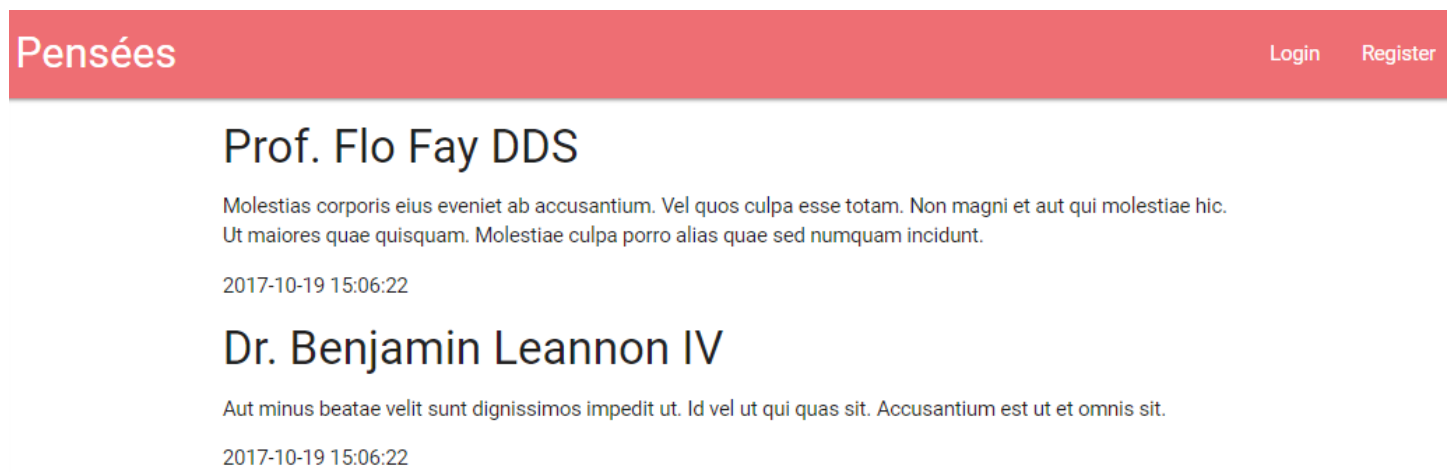 Pensées
Login Register
Prof. Flo Fay DDS
Molestias corporis eius eveniet ab accusantium. Vel quos culpa esse totam. Non magni et aut qui molestiae hic.
Ut maiores quae quisquam. Molestiae culpa porro alias quae sed numquam incidunt.
2017-10-19 15:06:22
Dr. Benjamin Leannon IV
Aut minus beatae velit sunt dignissimos impedit ut. Id vel ut qui quas sit. Accusantium est ut et omnis sit.
2017-10-19 15:06:22